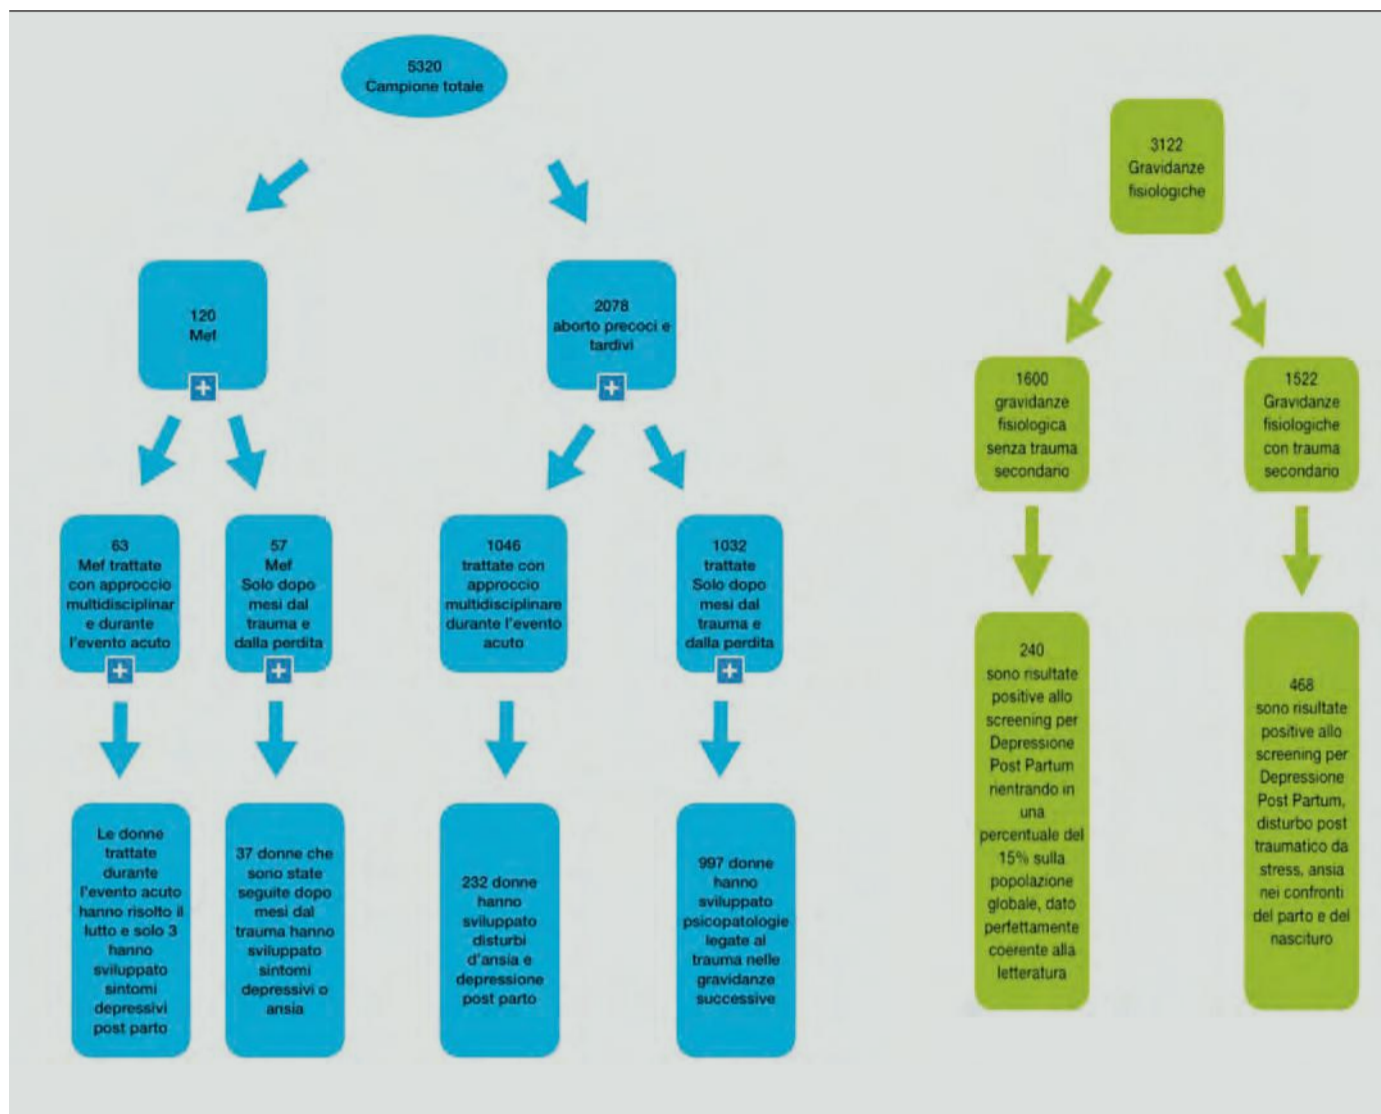 5320
Campione totale
120
Mef
2078
aborto precoci e
tardivi
63
Mef trattate
con approccio
multidisciplinar
e durante
l'evento acuto
57
Mef
Solo dopo
mesi dal
trauma e
dalla perdita
1046
trattate con
approccio
multidisciplinare
durante l'evento
acuto
1032
trattate
Solo dopo
mesi dal
trauma e
dalla perdita
Le donne
trattate
durante
l'evento acuto
hanno risolto il
lutto e solo 3
hanno
sviluppato
sintomi
depressivi
post parto
37 donne che
sono state
seguite dopo
mesi dal
trauma hanno
sviluppato
sintomi
depressivi o
ansia
232 donne
hanno
sviluppato
disturbi
d'ansia e
depressione
post parto
997 donne
hanno
sviluppato
psicopatologie
legate al
trauma nelle
gravidanze
successive
3122
Gravidanze
fisiologiche
1600
gravidanze
fisiologica
senza trauma
secondario
1522
Gravidanze
fisiologiche
con trauma
secondario
240
sono risultate
positive allo
screening per
Depressione
Post Partum
rientrando in
una
percentuale del
15% sulla
popolazione
globale, dato
perfettamente
coerente alla
letteratura
468
sono risultate
positive allo
screening per
Depressione
Post Partum,
disturbo post
traumatico da
stress, ansia
nei confronti
del parto e del
nascituro